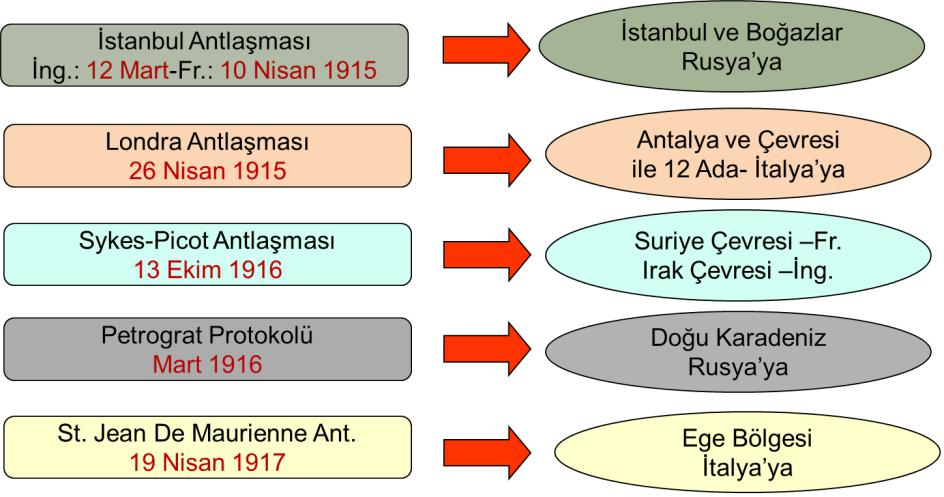 İstanbul Antlaşması
İng.: 12 Mart-Fr.: 10 Nisan 1915
İstanbul ve Boğazlar
Rusya'ya
Londra Antlaşması
26 Nisan 1915
Antalya ve Çevresi
ile 12 Ada- İtalya'ya
Sykes-Picot Antlaşması
13 Ekim 1916
Suriye Çevresi –Fr.
Irak Çevresi –İng.
Petrograt Protokolü
Mart 1916
Doğu Karadeniz
Rusya'ya
St. Jean De Maurienne Ant.
19 Nisan 1917
Ege Bölgesi
İtalya'ya